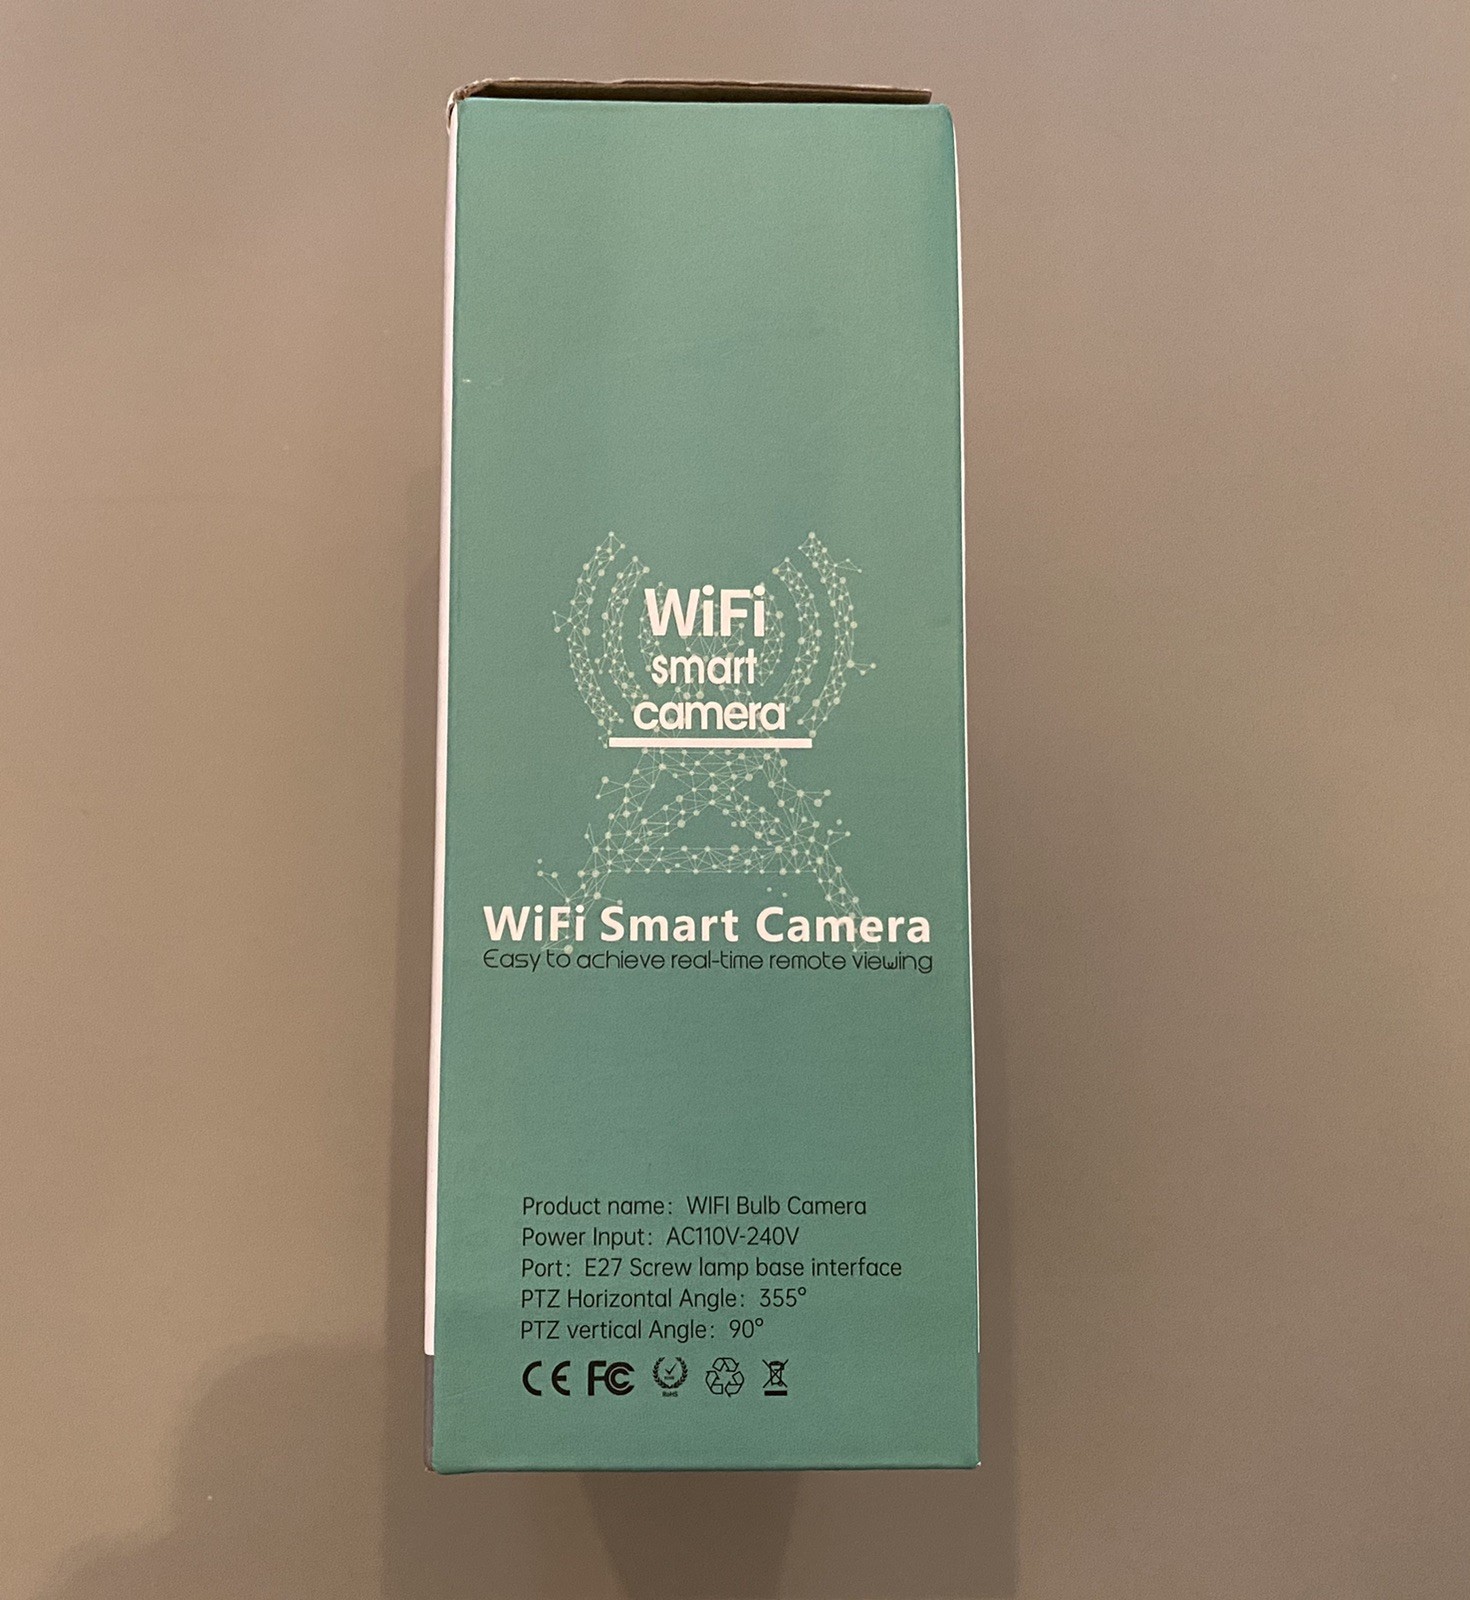 WiFi
smart
camera
WiFi Smart Camera
Easy to achieve real-time remote viewing
Product name: WIFI Bulb Camera
Power Input: AC110V-240V
Port: E27 Screw lamp base interface
PTZ Horizontal Angle: 355°
PTZ vertical Angle: 90°
CE FC RoHS